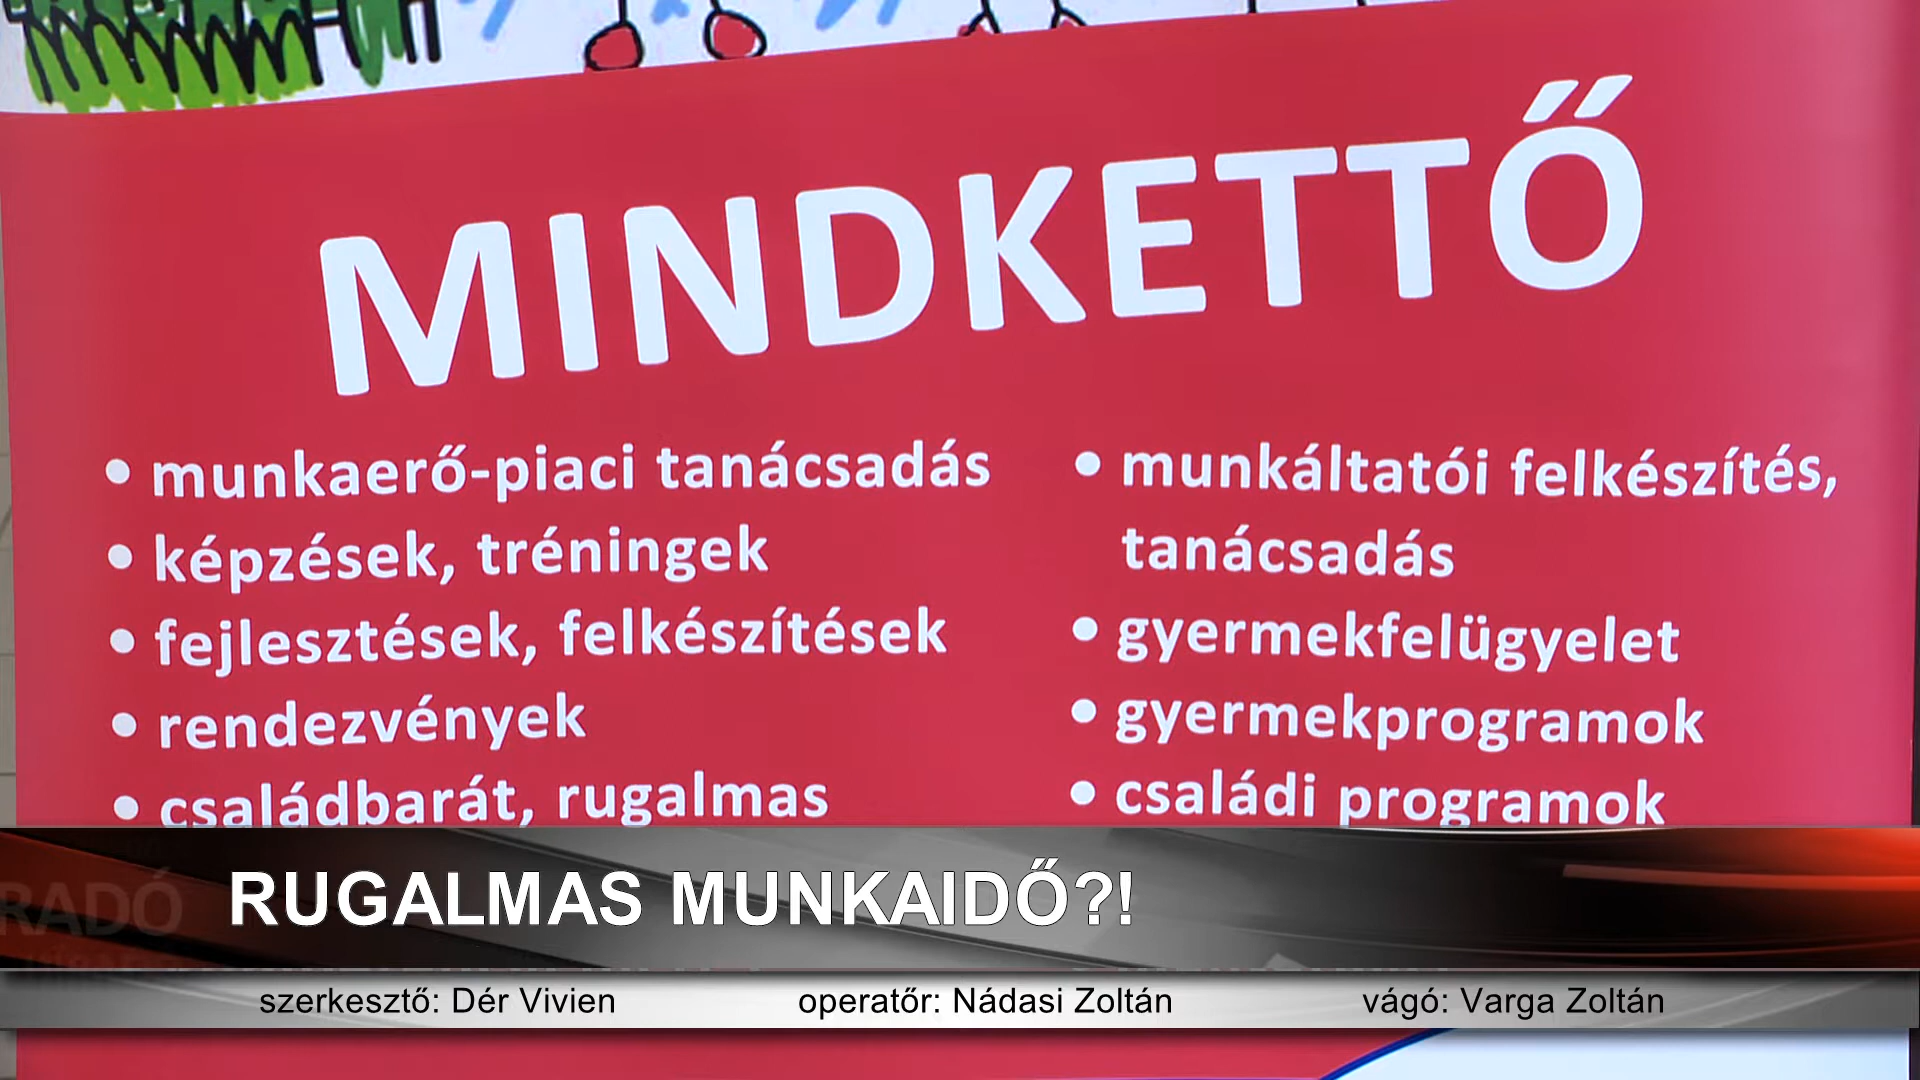 MINDKETTŐ
• munkaerő-piaci tanácsadás
• képzések, tréningek
• fejlesztések, felkészítések
• rendezvények
• családbarát, rugalmas
• munkáltatói felkészítés,
tanácsadás
• gyermekfelügyelet
• gyermekprogramok
• családi programok
RADÓ
RUGALMAS MUNKAIDŐ?!
szerkesztő: Dér Vivien operatőr: Nádasi Zoltán vágó: Varga Zoltán